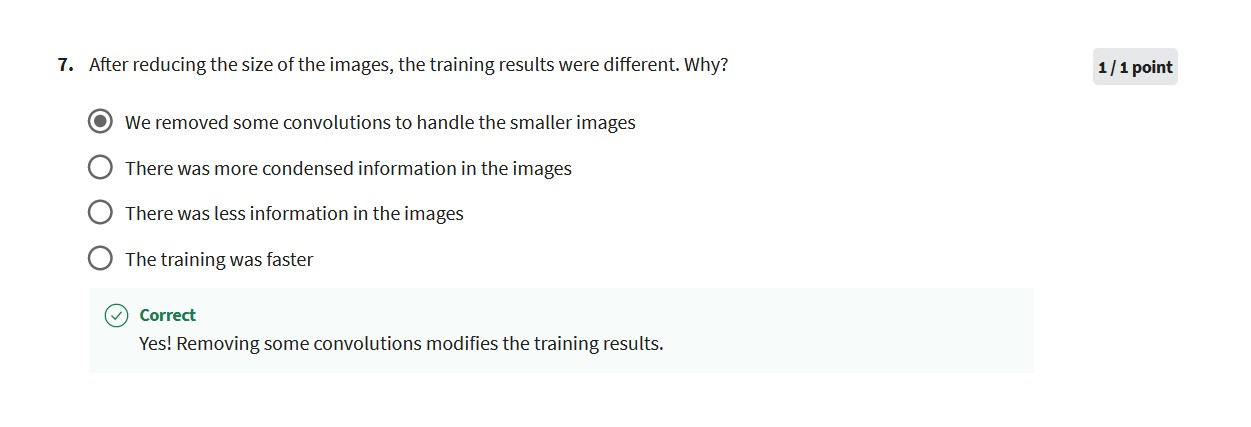 7. After reducing the size of the images, the training results were different. Why?
1 / 1 point
We removed some convolutions to handle the smaller images
There was more condensed information in the images
There was less information in the images
The training was faster
Correct
Yes! Removing some convolutions modifies the training results.